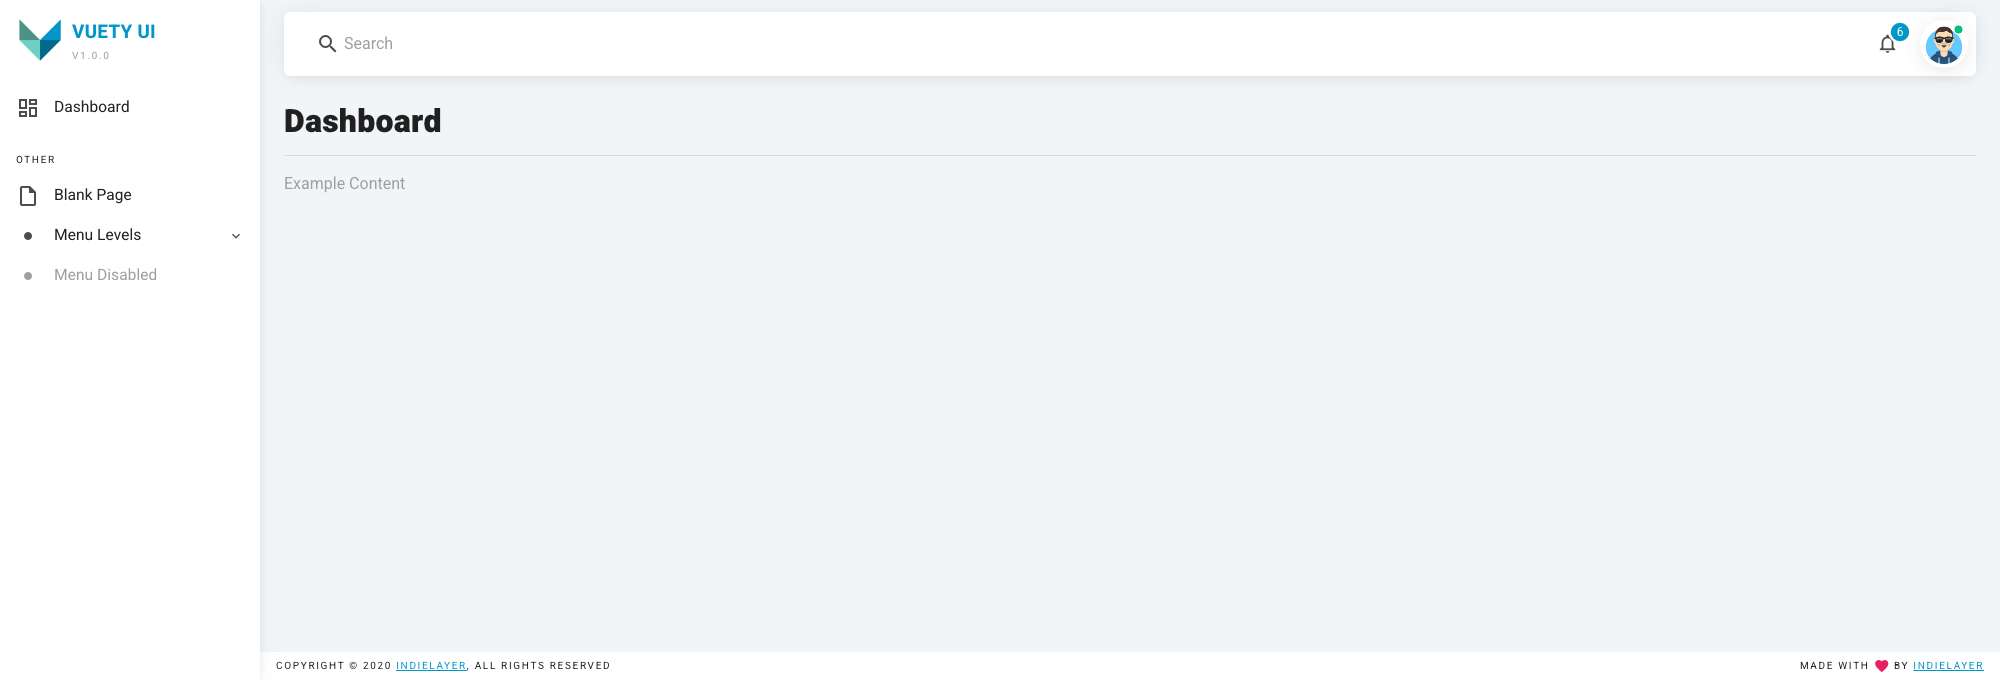 VUETY UI
V1.0.0
Dashboard
OTHER
Blank Page
Menu Levels
Menu Disabled
Search
6
Dashboard
Example Content
COPYRIGHT © 2020 INDIELAYER, ALL RIGHTS RESERVED
MADE WITH ♥ BY INDIELAYER